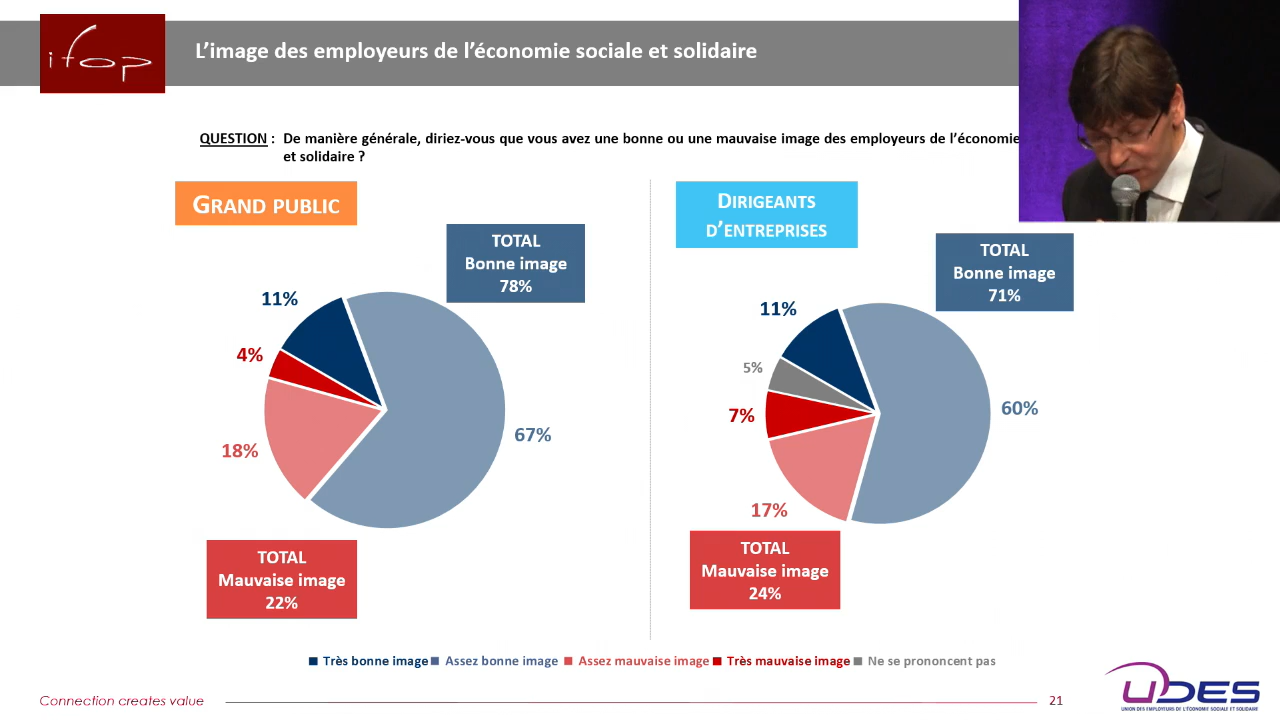 ifop
L'image des employeurs de l'économie sociale et solidaire
QUESTION : De manière générale, diriez-vous que vous avez une bonne ou une mauvaise image des employeurs de l'économie
et solidaire ?
GRAND PUBLIC
TOTAL
Bonne image
78%
11%
4%
18%
67%
TOTAL
Mauvaise image
22%
DIRIGEANTS
D'ENTREPRISES
TOTAL
Bonne image
71%
11%
5%
7%
17%
60%
TOTAL
Mauvaise image
24%
Très bonne image Assez bonne image Assez mauvaise image Très mauvaise image Ne se prononcent pas
Connection creates value
21
UDES
UNION DES EMPLOYEURS DE L'ÉCONOMIE SOCIALE ET SOLIDAIRE